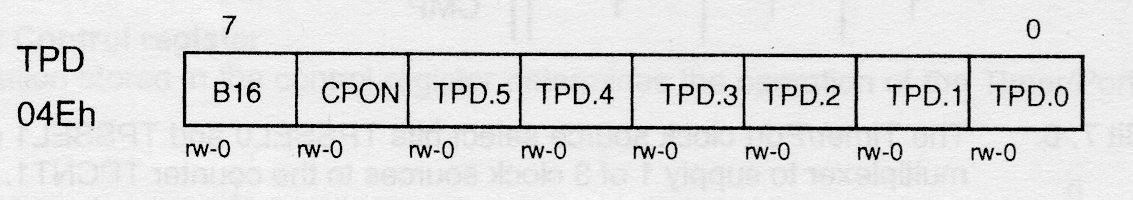 7 0
TPD
04Eh
B16 CPON TPD.5 TPD.4 TPD.3 TPD.2 TPD.1 TPD.0
rw-0 rw-0 rw-0 rw-0 rw-0 rw-0 rw-0 rw-0